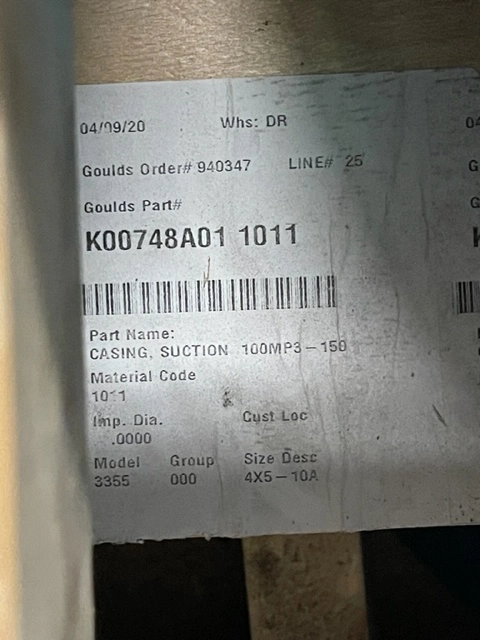 04/09/20 Whs: DR
Goulds Order# 940347 LINE# 25
Goulds Part#
K00748A01 1011
Part Name:
CASING, SUCTION 100MP3-150
Material Code
1011
Imp. Dia. Cust Loc
.0000
Model Group Size Desc
3355 000 4X5-10A
04
G
G
K